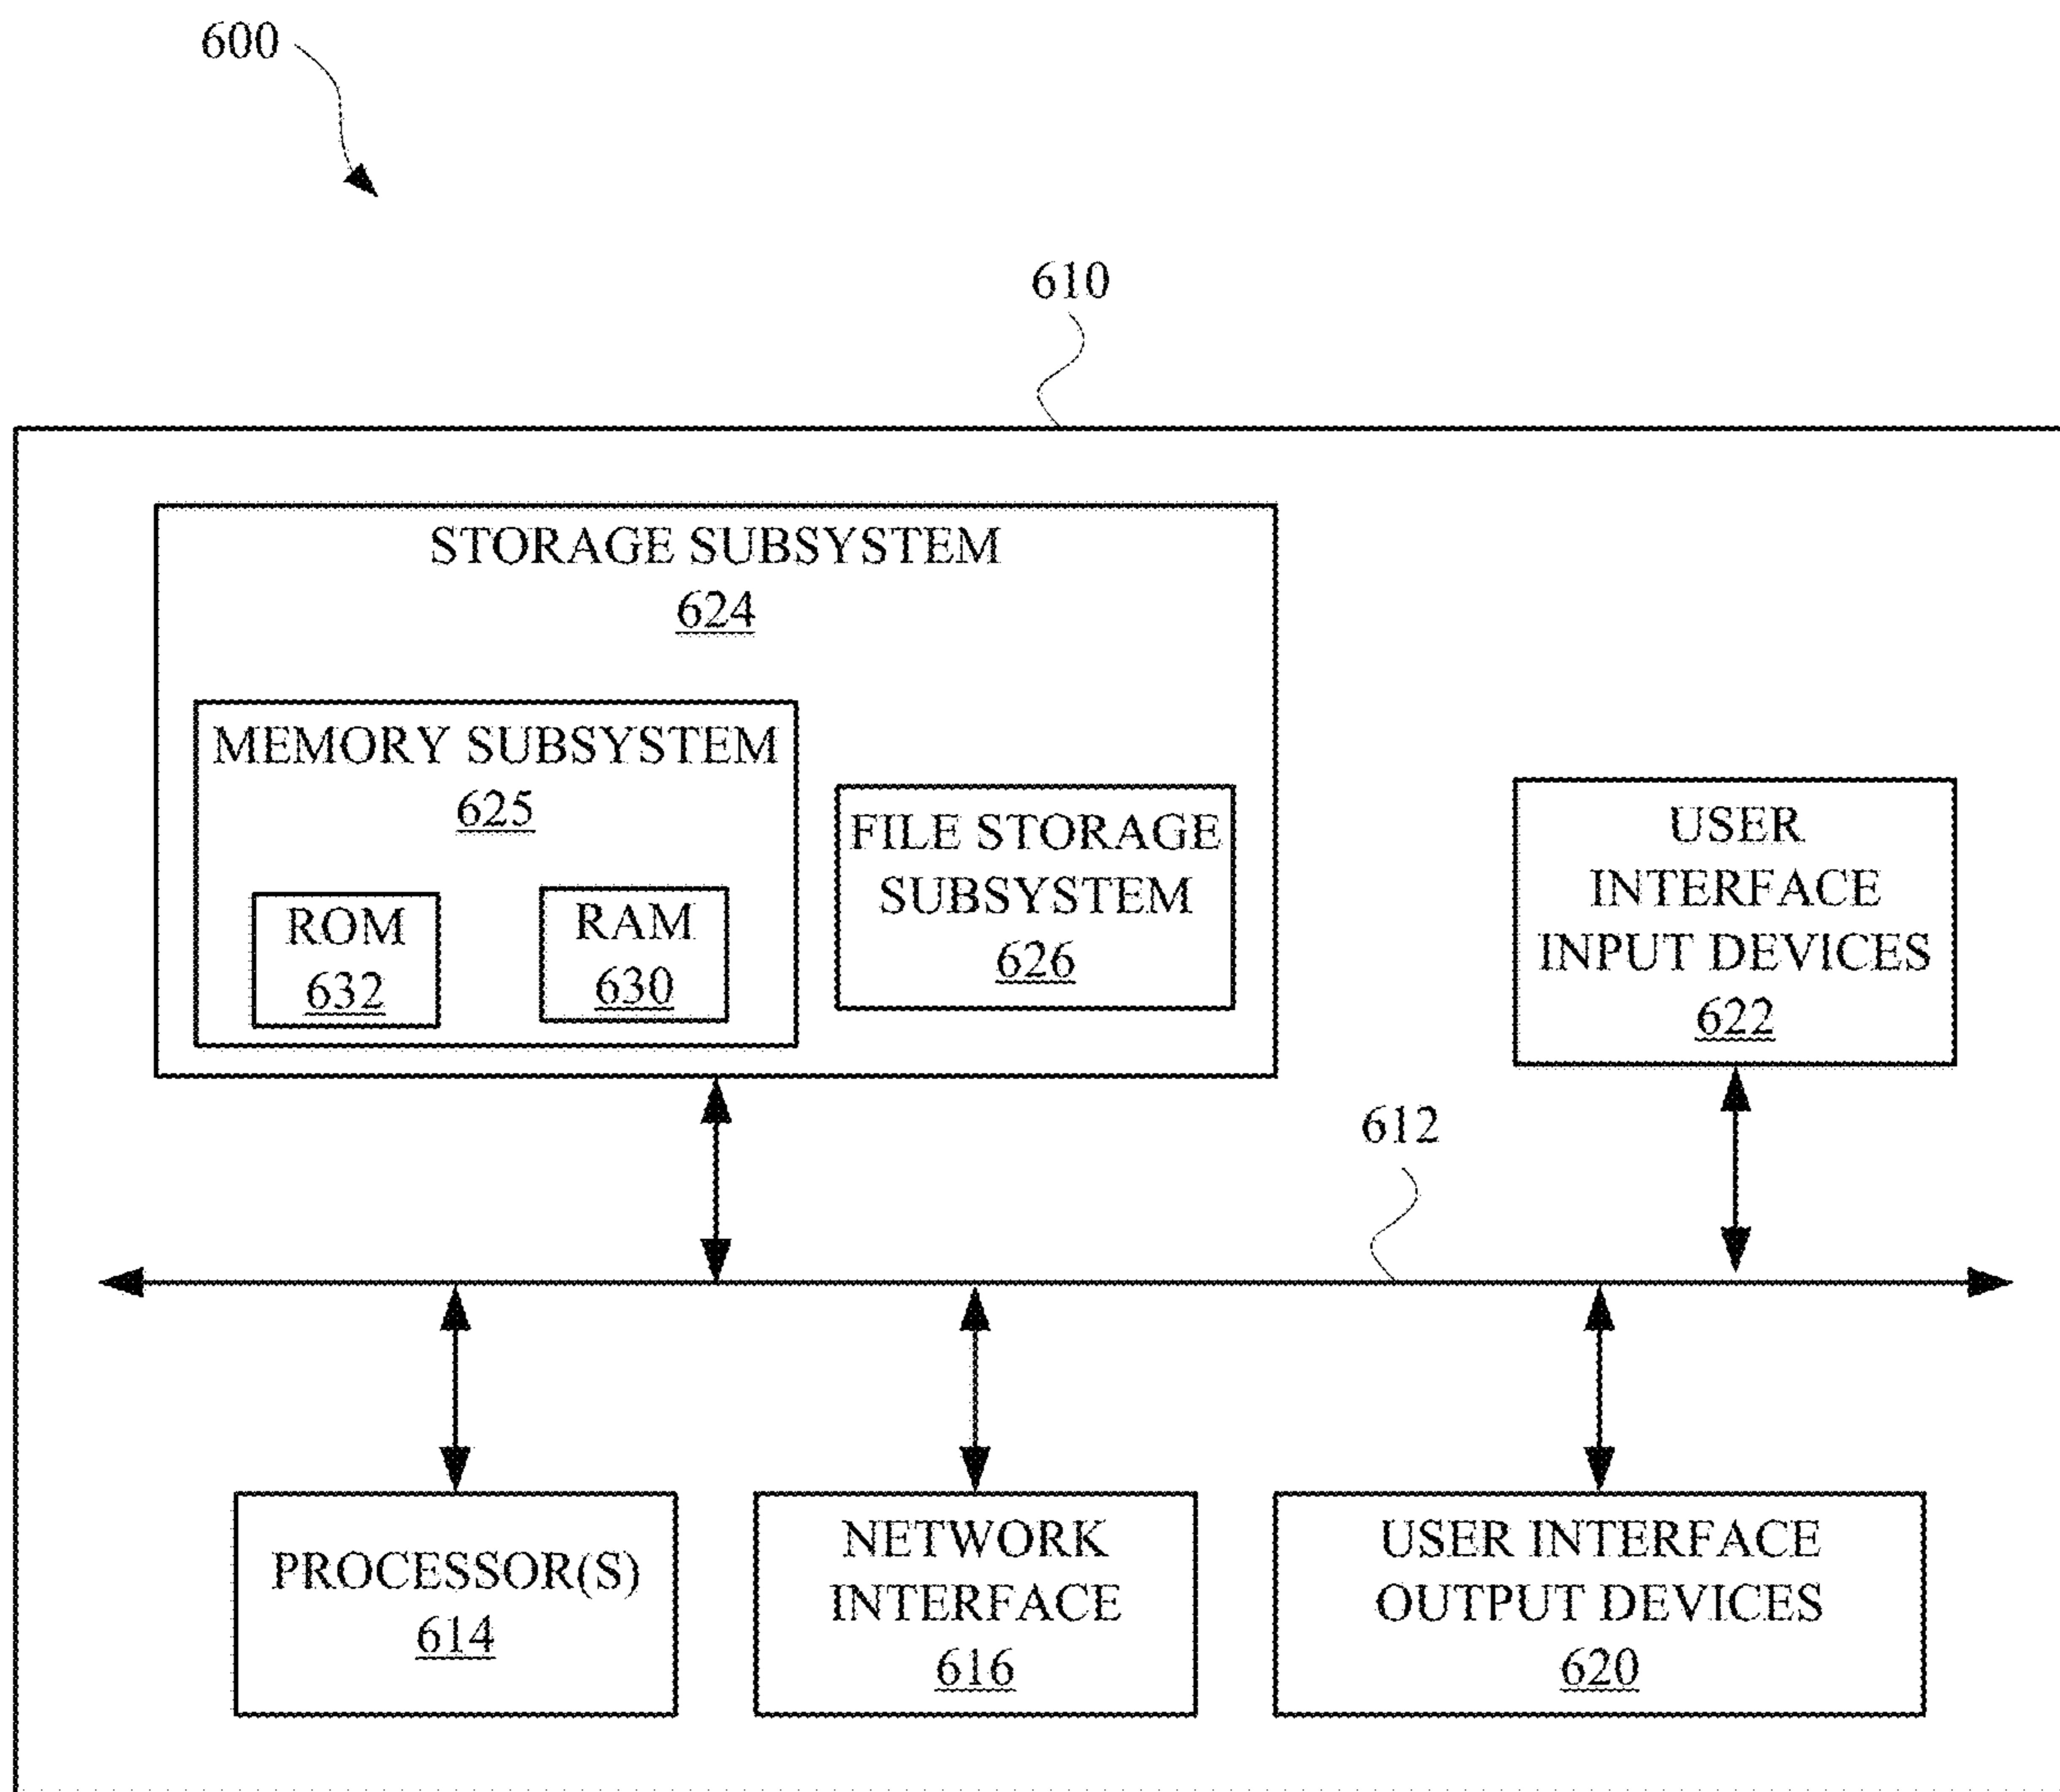 600
610
STORAGE SUBSYSTEM
624
MEMORY SUBSYSTEM
625
ROM
632
RAM
630
FILE STORAGE
SUBSYSTEM
626
USER
INTERFACE
INPUT DEVICES
622
612
PROCESSOR(S)
614
NETWORK
INTERFACE
616
USER INTERFACE
OUTPUT DEVICES
620